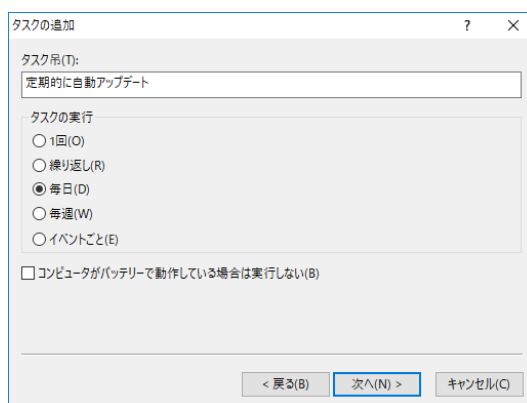 タスクの追加
?
タスク吊(T):
定期的に自動アップデート
タスクの実行
1回(O)
繰り返し(R)
毎日(D)
毎週(W)
イベントごと(E)
コンピュータがバッテリーで動作している場合は実行しない(B)
< 戻る(B) 次へ(N) > キャンセル(C)